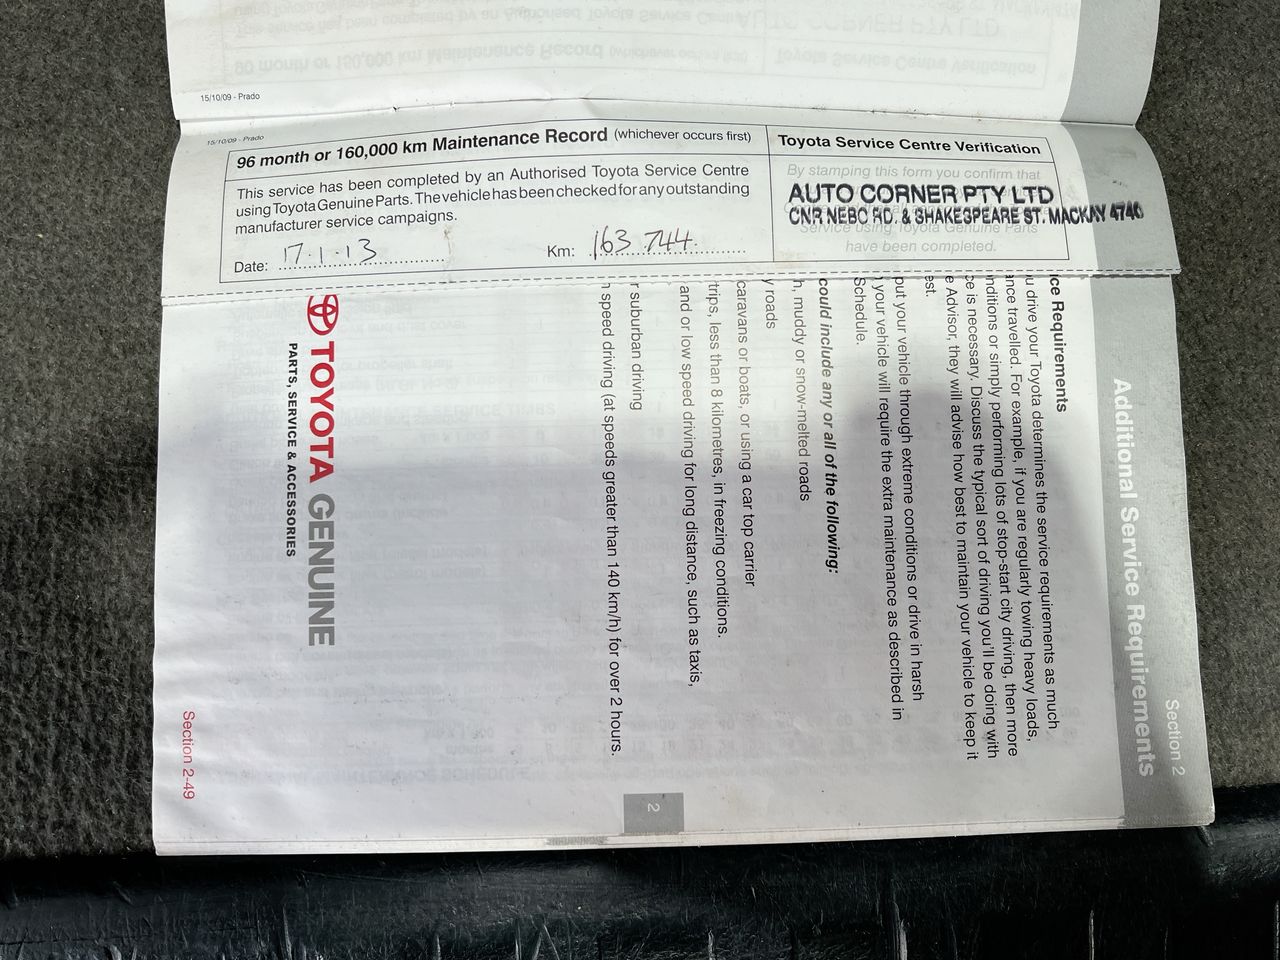 15/10/09 - Prado
15/10/09 - Prado
96 month or 160,000 km Maintenance Record (whichever occurs first)
This service has been completed by an Authorised Toyota Service Centre
using Toyota Genuine Parts. The vehicle has been checked for any outstanding
manufacturer service campaigns.
Date: 17.1.13 Km: 163 744.
Toyota Service Centre Verification
By stamping this form you confirm that
AUTO CORNER PTY LTD
CNR NEBO RD. & SHAKESPEARE ST. MACKAY 4740
Service using Toyota Genuine Parts
have been completed.
Section 2
Additional Service Requirements
ce Requirements
u drive your Toyota determines the service requirements as much
ance travelled. For example, if you are regularly towing heavy loads,
nditions or simply performing lots of stop-start city driving, then more
ce is necessary. Discuss the typical sort of driving you'll be doing with
e Advisor, they will advise how best to maintain your vehicle to keep it
est.
put your vehicle through extreme conditions or drive in harsh
your vehicle will require the extra maintenance as described in
Schedule.
could include any or all of the following:
h, muddy or snow-melted roads
y roads
caravans or boats, or using a car top carrier
trips, less than 8 kilometres, in freezing conditions.
and or low speed driving for long distance, such as taxis,
r suburban driving
h speed driving (at speeds greater than 140 km/h) for over 2 hours.
2
TOYOTA GENUINE
PARTS, SERVICE & ACCESSORIES
Section 2-49